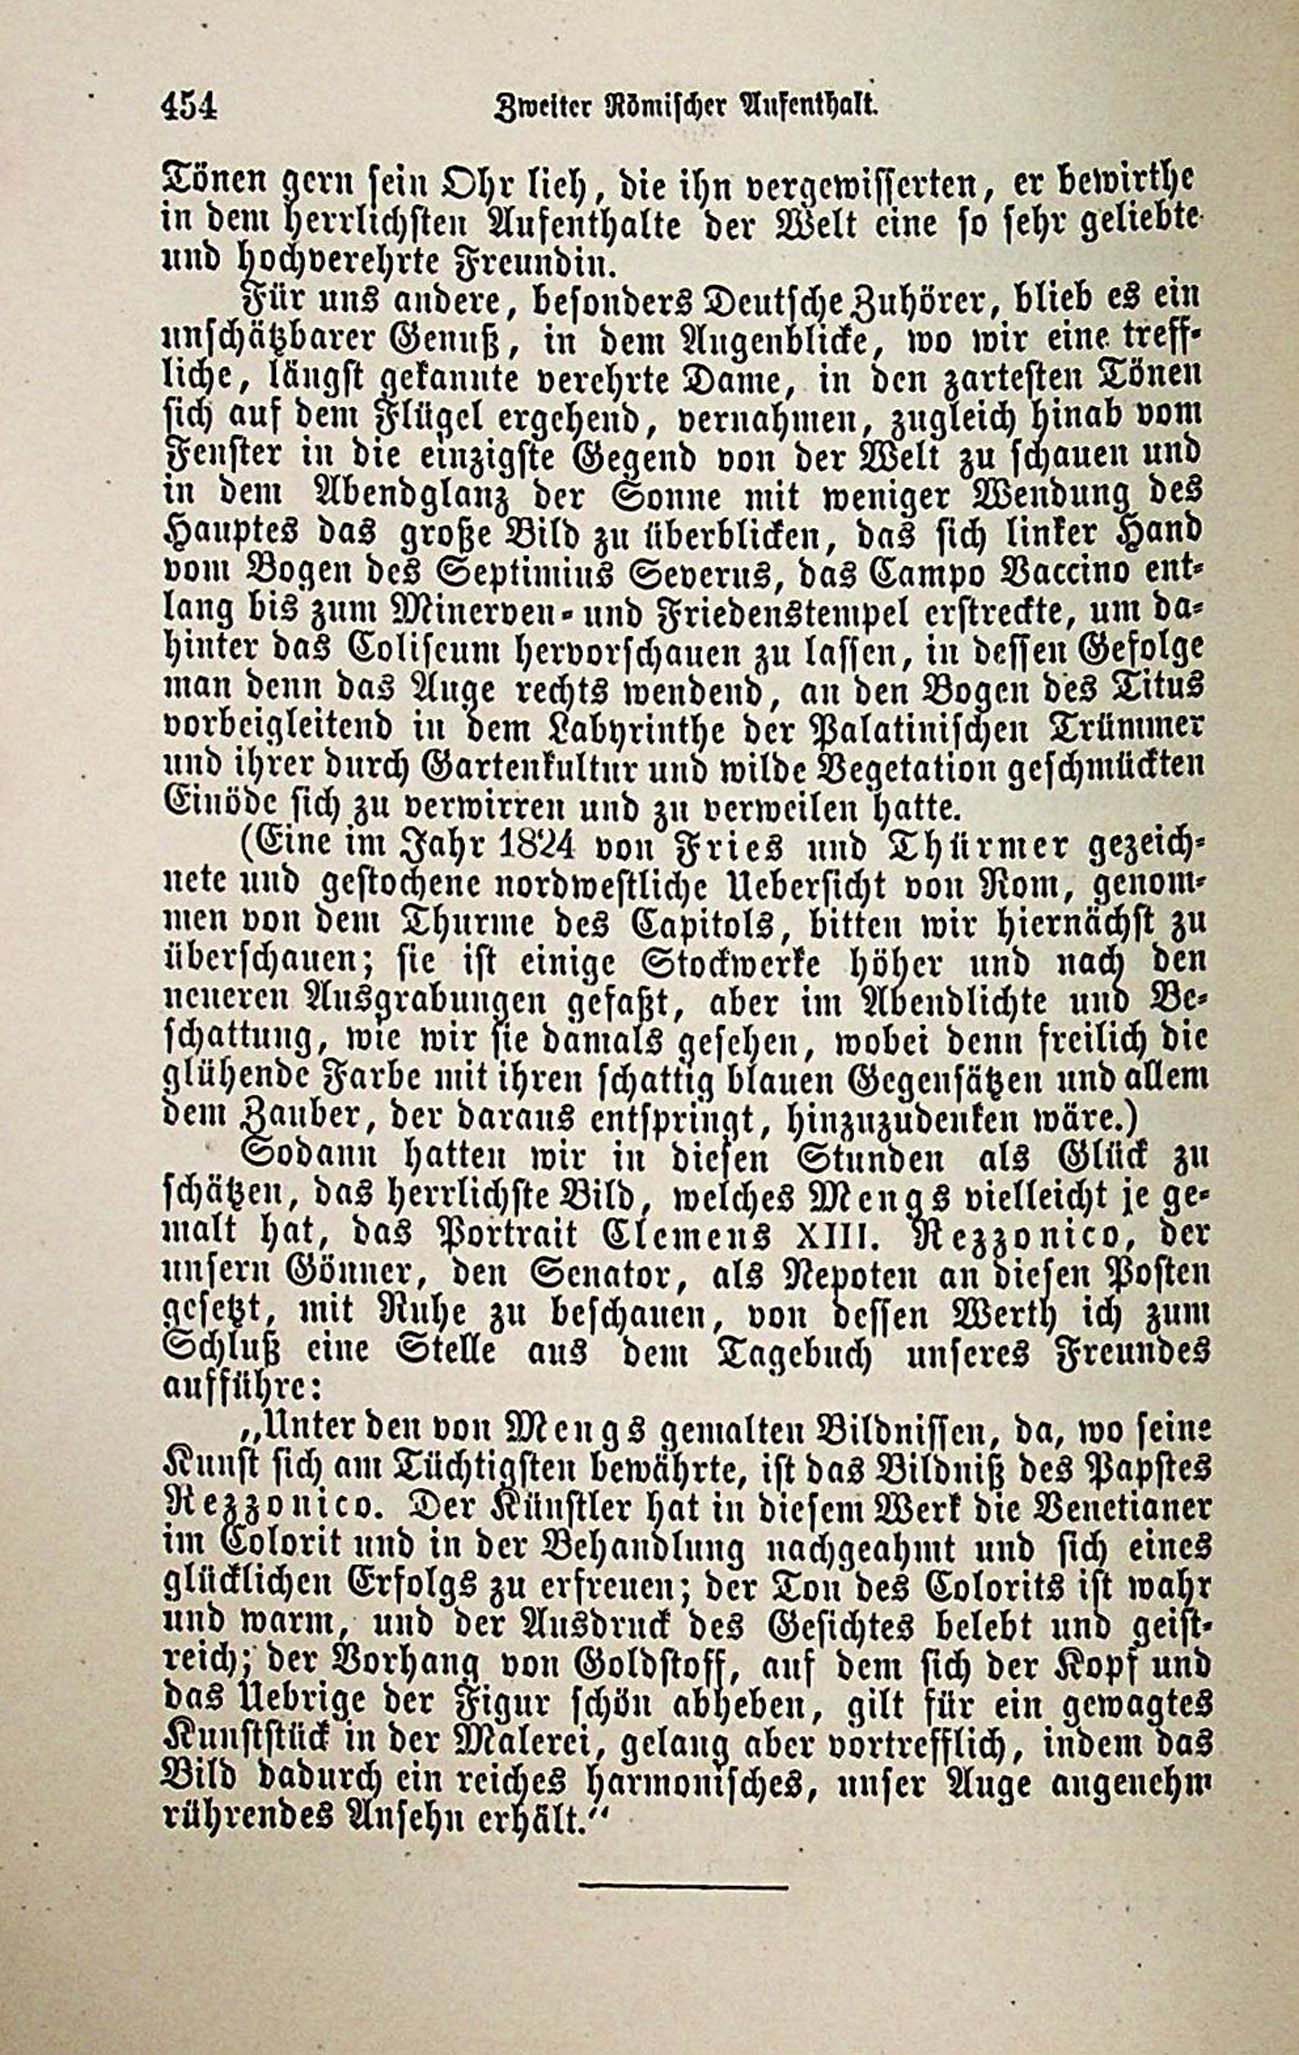 454 Zweiter Römischer Aufenthalt.
Tönen gern sein Ohr lieh, die ihn vergewisserten, er bewirthe
in dem herrlichsten Aufenthalte der Welt eine so sehr geliebte
und hochverehrte Freundin.
Für uns andere, besonders Deutsche Zuhörer, blieb es ein
unschätzbarer Genuß, in dem Augenblicke, wo wir eine treff-
liche, längst gekannte verehrte Dame, in den zartesten Tönen
sich auf dem Flügel ergehend, vernahmen, zugleich hinab vom
Fenster in die einzigste Gegend von der Welt zu schauen und
in dem Abendglanz der Sonne mit weniger Wendung des
Hauptes das große Bild zu überblicken, das sich linker Hand
vom Bogen des Septimius Severus, das Campo Vaccino ent-
lang bis zum Minerven- und Friedenstempel erstreckte, um da-
hinter das Coliseum hervorschauen zu lassen, in dessen Gefolge
man denn das Auge rechts wendend, an den Bogen des Titus
vorbeigleitend in dem Labyrinthe der Palatinischen Trümmer
und ihrer durch Gartenkultur und wilde Vegetation geschmückten
Einöde sich zu verwirren und zu verweilen hatte.
(Eine im Jahr 1824 von Fries und Thürmer gezeich-
nete und gestochene nordwestliche Uebersicht von Rom, genom-
men von dem Thurme des Capitols, bitten wir hiernächst zu
überschauen; sie ist einige Stockwerke höher und nach den
neueren Ausgrabungen gefaßt, aber im Abendlichte und Be-
schattung, wie wir sie damals gesehen, wobei denn freilich die
glühende Farbe mit ihren schattig blauen Gegensätzen und allem
dem Zauber, der daraus entspringt, hinzuzudenken wäre.)
Sodann hatten wir in diesen Stunden als Glück zu
schätzen, das herrlichste Bild, welches Mengs vielleicht je ge-
malt hat, das Portrait Clemens XIII. Rezzonico, der
unsern Gönner, den Senator, als Nepoten an diesen Posten
gesetzt, mit Ruhe zu beschauen, von dessen Werth ich zum
Schluß eine Stelle aus dem Tagebuch unseres Freundes
aufführe:
„Unter den von Mengs gemalten Bildnissen, da, wo seine
Kunst sich am Tüchtigsten bewährte, ist das Bildniß des Papstes
Rezzonico. Der Künstler hat in diesem Werk die Venetianer
im Colorit und in der Behandlung nachgeahmt und sich eines
glücklichen Erfolgs zu erfreuen; der Ton des Colorits ist wahr
und warm, und der Ausdruck des Gesichtes belebt und geist-
reich; der Vorhang von Goldstoff, auf dem sich der Kopf und
das Uebrige der Figur schön abheben, gilt für ein gewagtes
Kunststück in der Malerei, gelang aber vortrefflich, indem das
Bild dadurch ein reiches harmonisches, unser Auge angenehm
rührendes Ansehn erhält.“